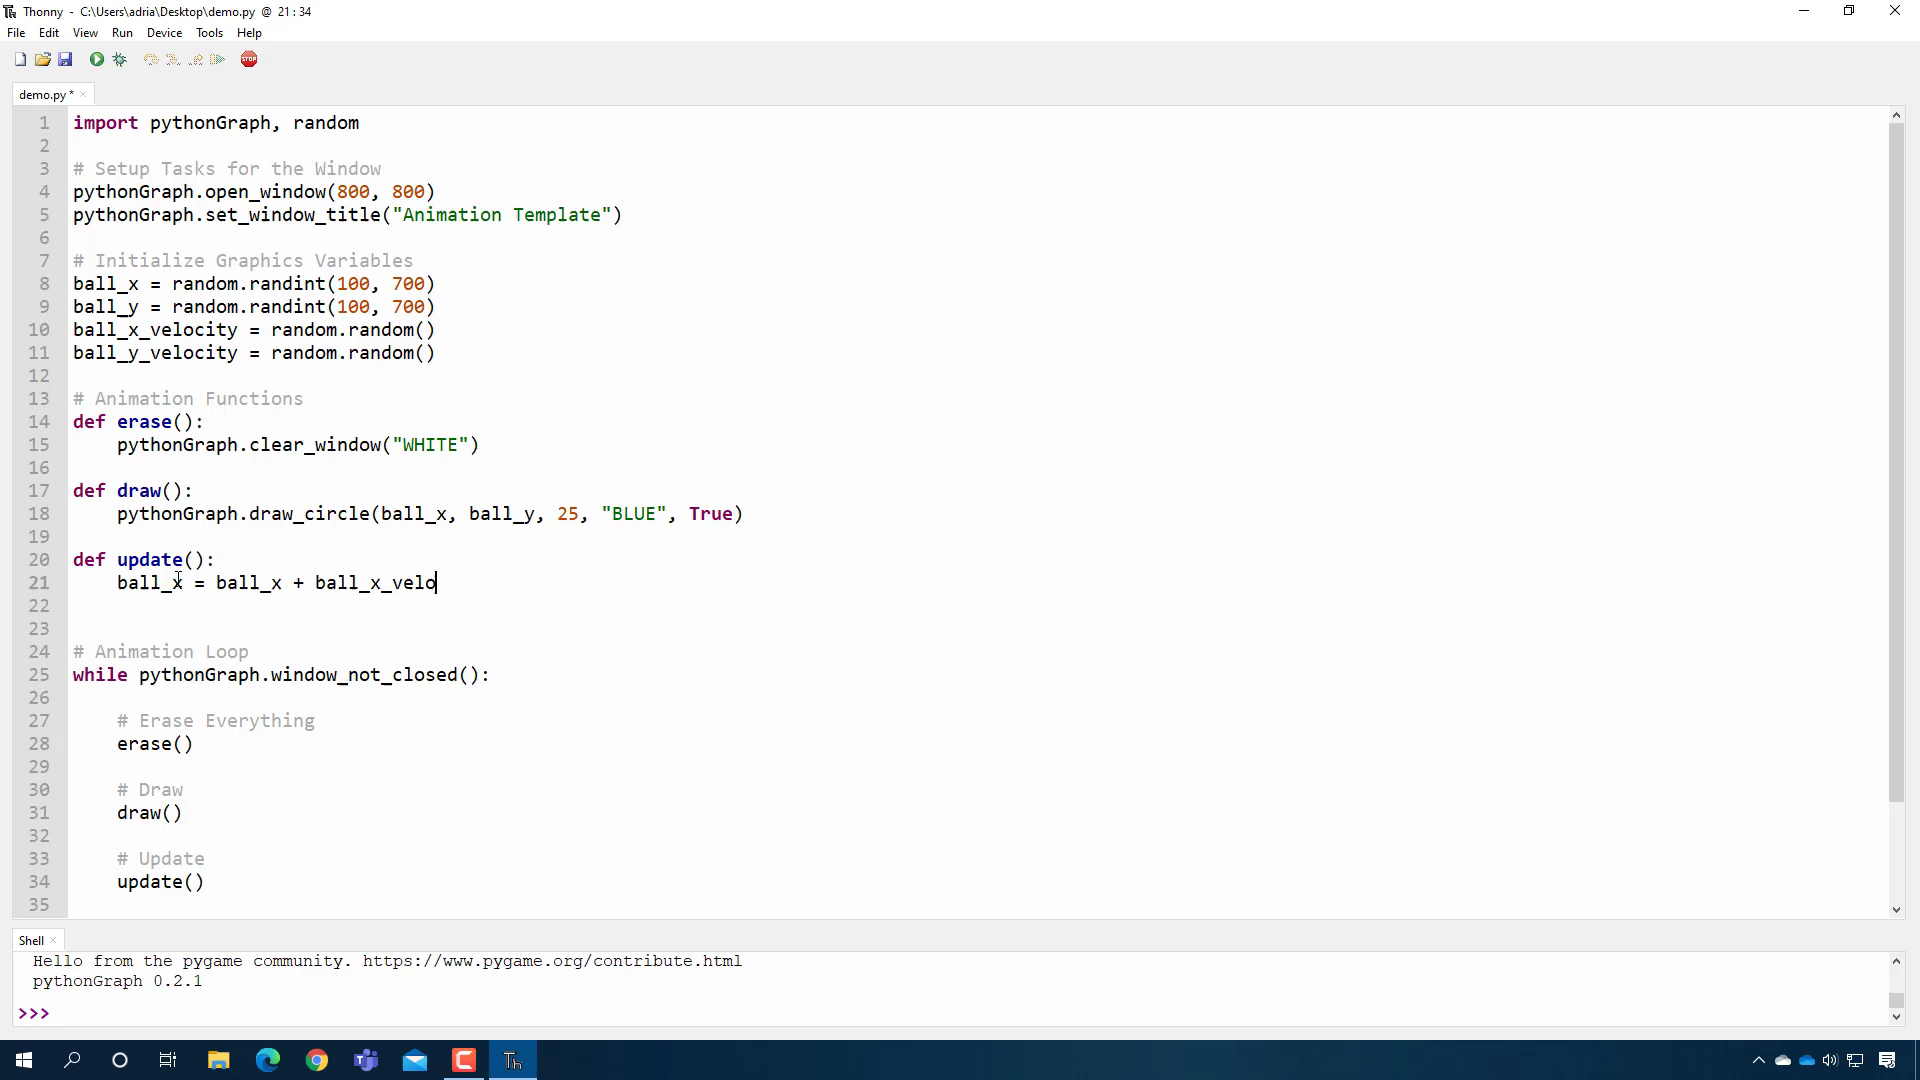 Thonny - C:\Users\adria\Desktop\demo.py @ 21 : 34
File Edit View Run Device Tools Help
STOP
demo.py *
1 import pythonGraph, random
2
3 # Setup Tasks for the Window
4 pythonGraph.open_window(800, 800)
5 pythonGraph.set_window_title("Animation Template")
6
7 # Initialize Graphics Variables
8 ball_x = random.randint(100, 700)
9 ball_y = random.randint(100, 700)
10 ball_x_velocity = random.random()
11 ball_y_velocity = random.random()
12
13 # Animation Functions
14 def erase():
15 pythonGraph.clear_window("WHITE")
16
17 def draw():
18 pythonGraph.draw_circle(ball_x, ball_y, 25, "BLUE", True)
19
20 def update():
21 ball_x = ball_x + ball_x_velo
22
23
24 # Animation Loop
25 while pythonGraph.window_not_closed():
26
27 # Erase Everything
28 erase()
29
30 # Draw
31 draw()
32
33 # Update
34 update()
35
Shell
Hello from the pygame community. https://www.pygame.org/contribute.html
pythonGraph 0.2.1
>>>